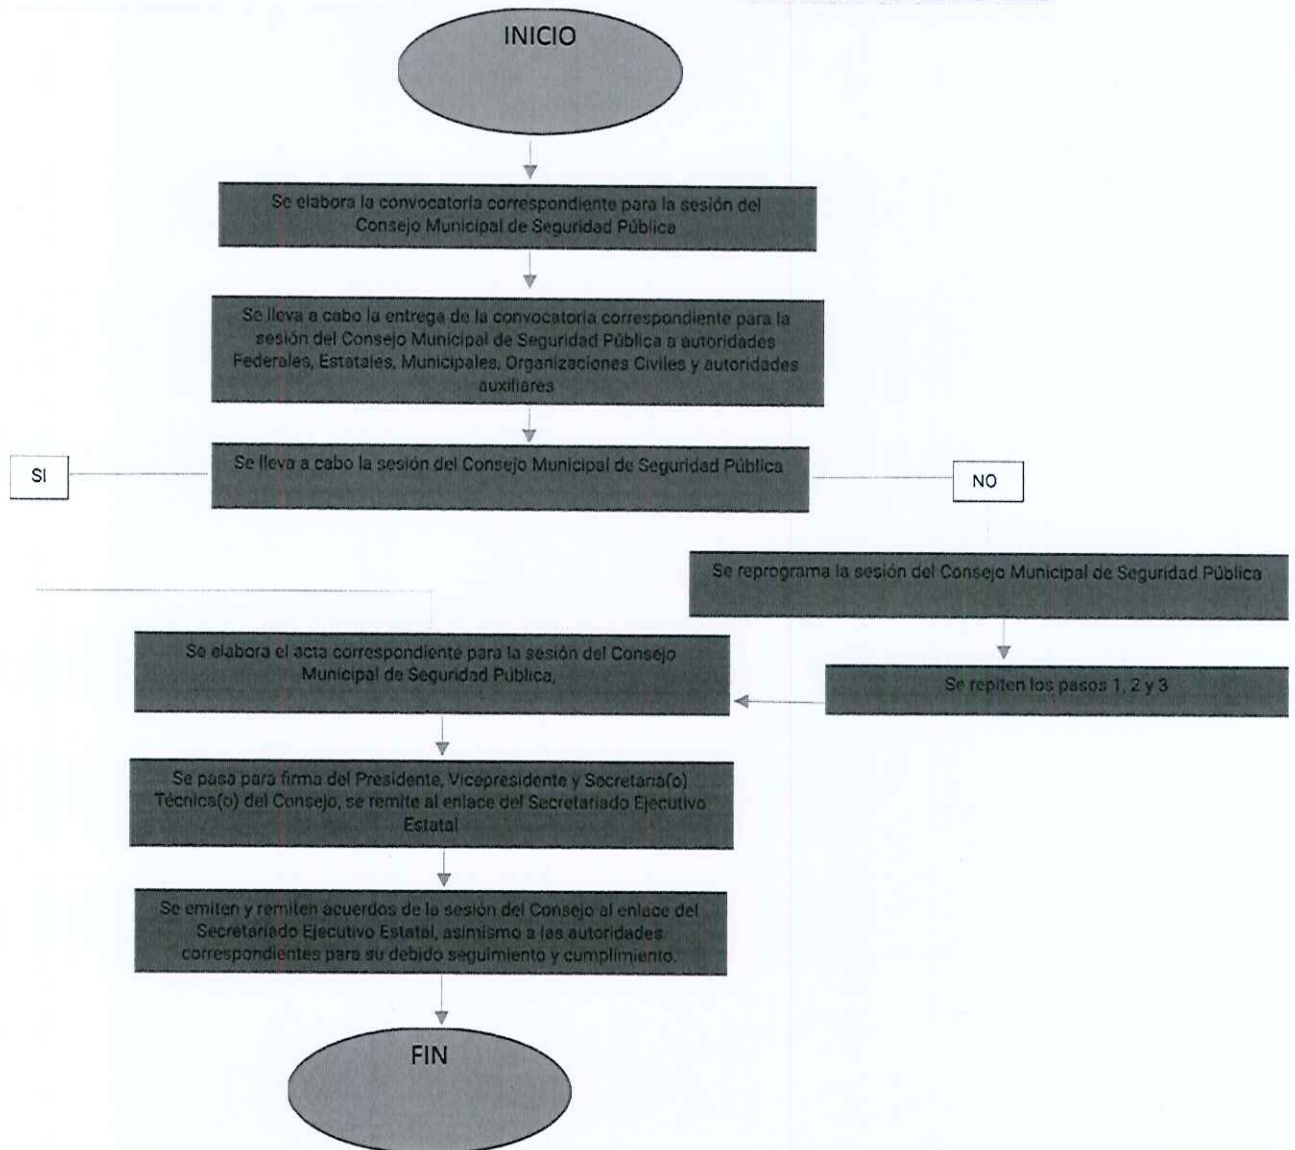 INICIO
Se elabora la convocatoria correspondiente para la sesión del
Consejo Municipal de Seguridad Pública
Se lleva a cabo la entrega de la convocatoria correspondiente para la
sesión del Consejo Municipal de Seguridad Pública a autoridades
Federales, Estatales, Municipales, Organizaciones Civiles y autoridades
auxiliares
Se lleva a cabo la sesión del Consejo Municipal de Seguridad Pública
SI
NO
Se reprograma la sesión del Consejo Municipal de Seguridad Pública
Se repiten los pasos 1, 2 y 3
Se elabora el acta correspondiente para la sesión del Consejo
Municipal de Seguridad Pública,
Se pasa para firma del Presidente, Vicepresidente y Secretaria(o)
Técnica(o) del Consejo, se remite al enlace del Secretariado Ejecutivo
Estatal
Se emiten y remiten acuerdos de la sesión del Consejo al enlace del
Secretariado Ejecutivo Estatal, asimismo a las autoridades
correspondientes para su debido seguimiento y cumplimiento.
FIN